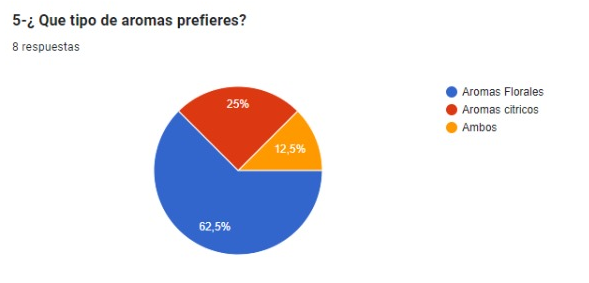 5-¿ Que tipo de aromas prefieres?
8 respuestas
25%
12,5%
62,5%
Aromas Florales
Aromas citricos
Ambos